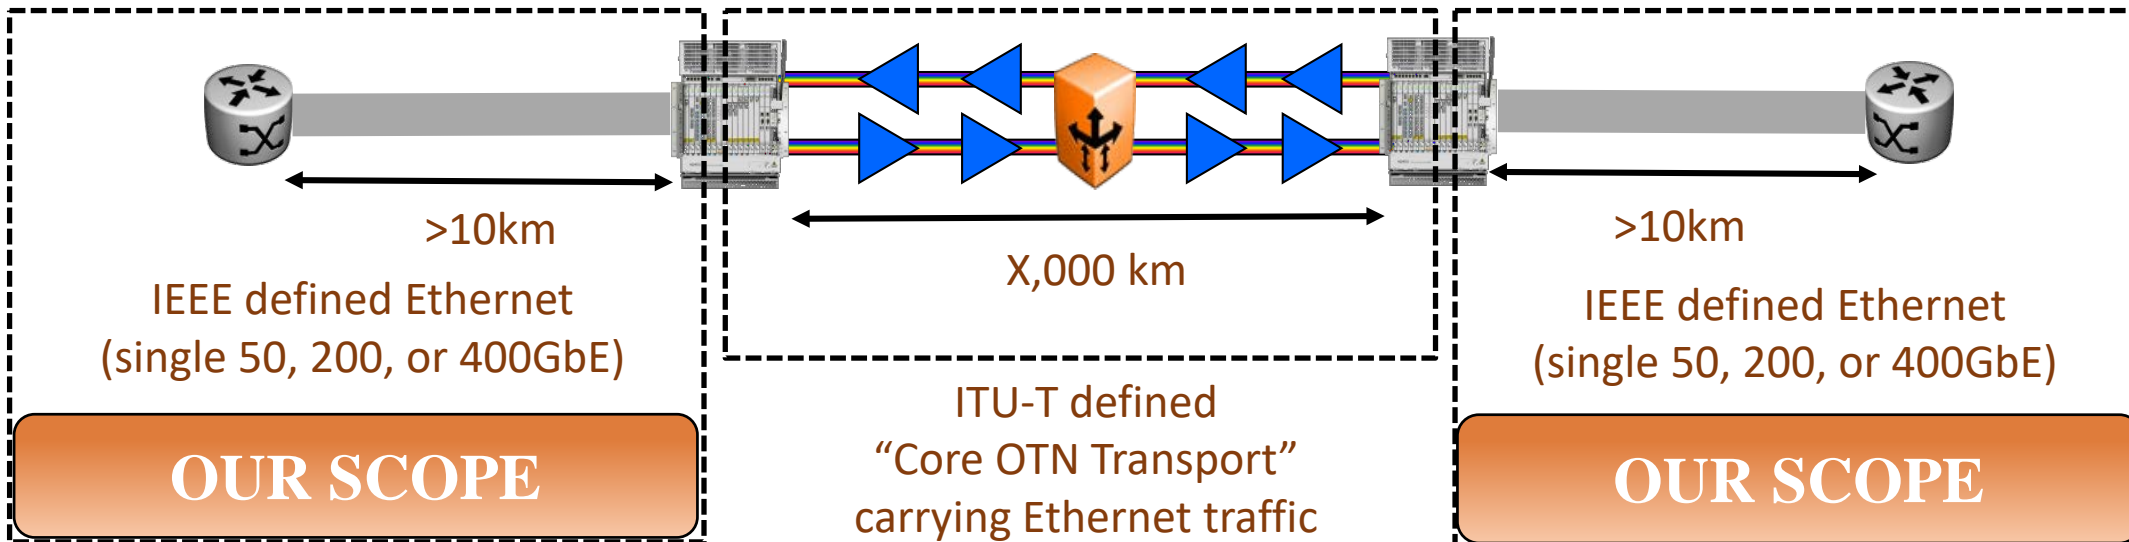 >10km
IEEE defined Ethernet
(single 50, 200, or 400GbE)
OUR SCOPE
X,000 km
ITU-T defined
“Core OTN Transport”
carrying Ethernet traffic
>10km
IEEE defined Ethernet
(single 50, 200, or 400GbE)
OUR SCOPE